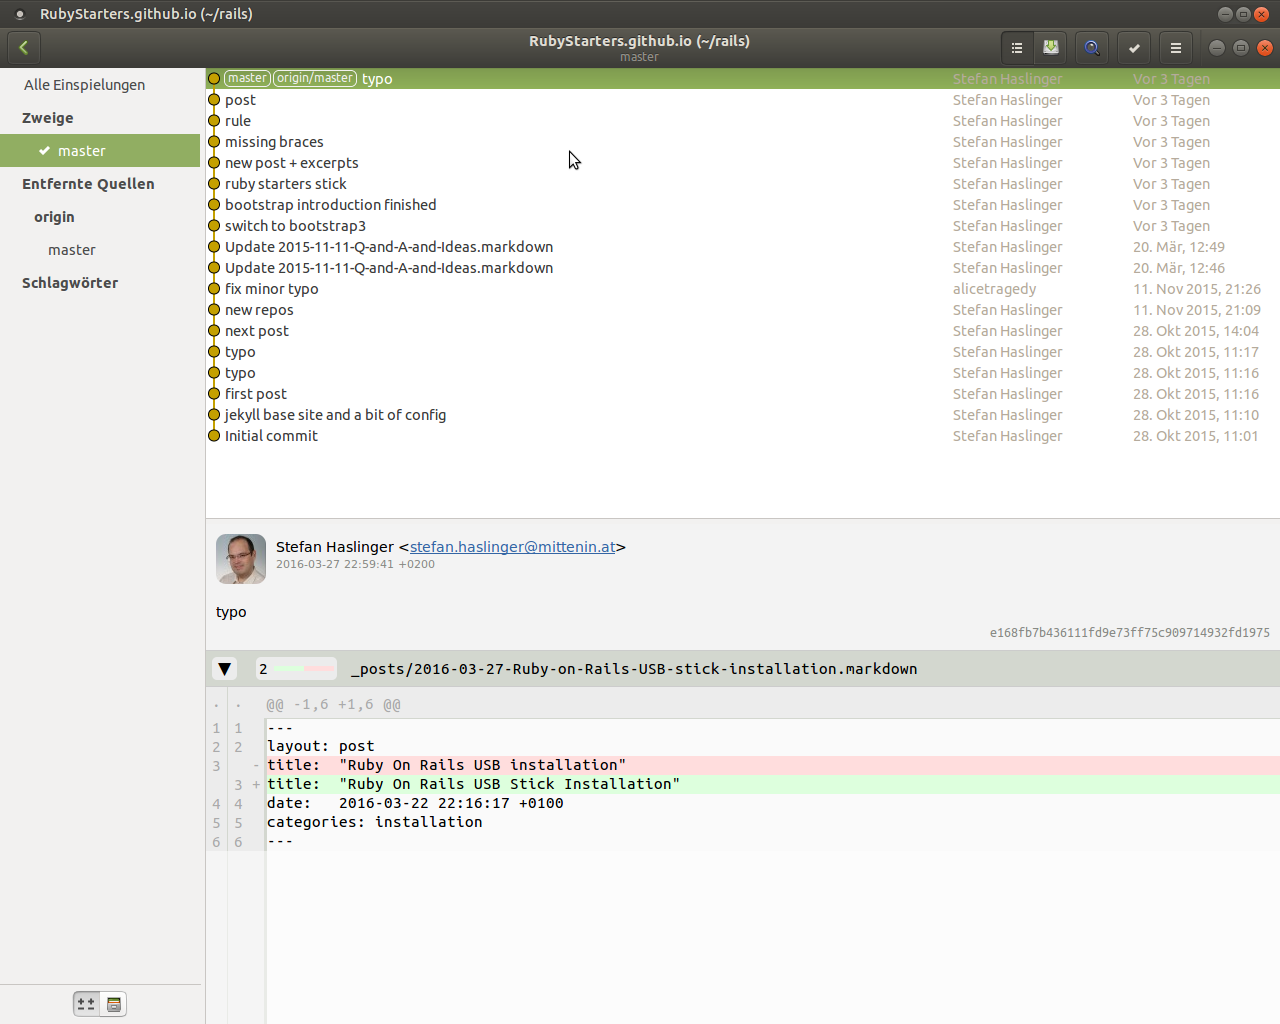 RubyStarters.github.io (~/rails)
RubyStarters.github.io (~/rails)
master
Alle Einspielungen
Zweige
master
Entfernte Quellen
origin
master
Schlagwörter
master origin/master typo Stefan Haslinger Vor 3 Tagen
post Stefan Haslinger Vor 3 Tagen
rule Stefan Haslinger Vor 3 Tagen
missing braces Stefan Haslinger Vor 3 Tagen
new post + excerpts Stefan Haslinger Vor 3 Tagen
ruby starters stick Stefan Haslinger Vor 3 Tagen
bootstrap introduction finished Stefan Haslinger Vor 3 Tagen
switch to bootstrap3 Stefan Haslinger Vor 3 Tagen
Update 2015-11-11-Q-and-A-and-Ideas.markdown Stefan Haslinger 20. Mär, 12:49
Update 2015-11-11-Q-and-A-and-Ideas.markdown Stefan Haslinger 20. Mär, 12:46
fix minor typo alicetragedy 11. Nov 2015, 21:26
new repos Stefan Haslinger 11. Nov 2015, 21:09
next post Stefan Haslinger 28. Okt 2015, 14:04
typo Stefan Haslinger 28. Okt 2015, 11:17
typo Stefan Haslinger 28. Okt 2015, 11:16
first post Stefan Haslinger 28. Okt 2015, 11:16
jekyll base site and a bit of config Stefan Haslinger 28. Okt 2015, 11:10
Initial commit Stefan Haslinger 28. Okt 2015, 11:01
Stefan Haslinger <stefan.haslinger@mittenin.at>
2016-03-27 22:59:41 +0200
typo
e168fb7b436111fd9e73ff75c909714932fd1975
2 _posts/2016-03-27-Ruby-on-Rails-USB-stick-installation.markdown
. . @@ -1,6 +1,6 @@
1 1 ---
2 2 layout: post
3 - title: "Ruby On Rails USB installation"
3 + title: "Ruby On Rails USB Stick Installation"
4 4 date: 2016-03-22 22:16:17 +0100
5 5 categories: installation
6 6 ---